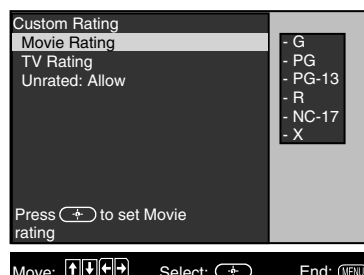 Custom Rating
Movie Rating
TV Rating
Unrated: Allow
- G
- PG
- PG-13
- R
- NC-17
- X
Press to set Movie
rating
Move: Select: End: MENU